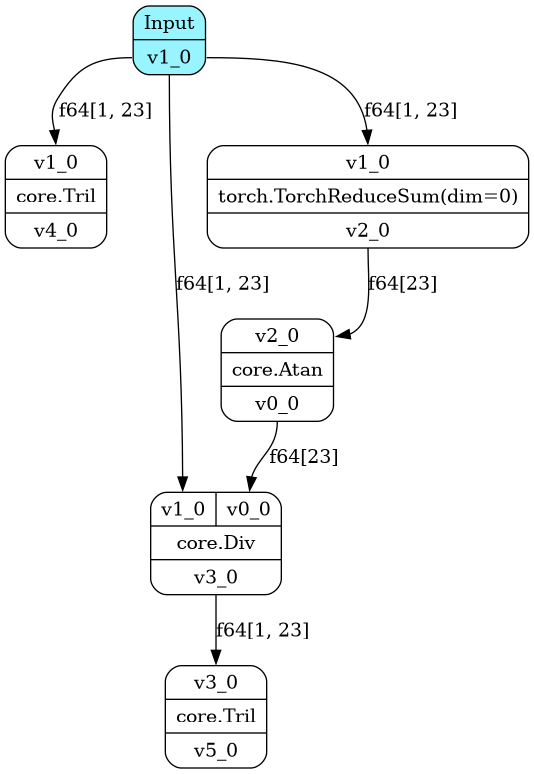 Input
v1_0
f64[1, 23]
f64[1, 23]
v1_0
core.Tril
v4_0
v1_0
torch.TorchReduceSum(dim=0)
v2_0
f64[1, 23]
f64[23]
v2_0
core.Atan
v0_0
f64[23]
v1_0 v0_0
core.Div
v3_0
f64[1, 23]
v3_0
core.Tril
v5_0